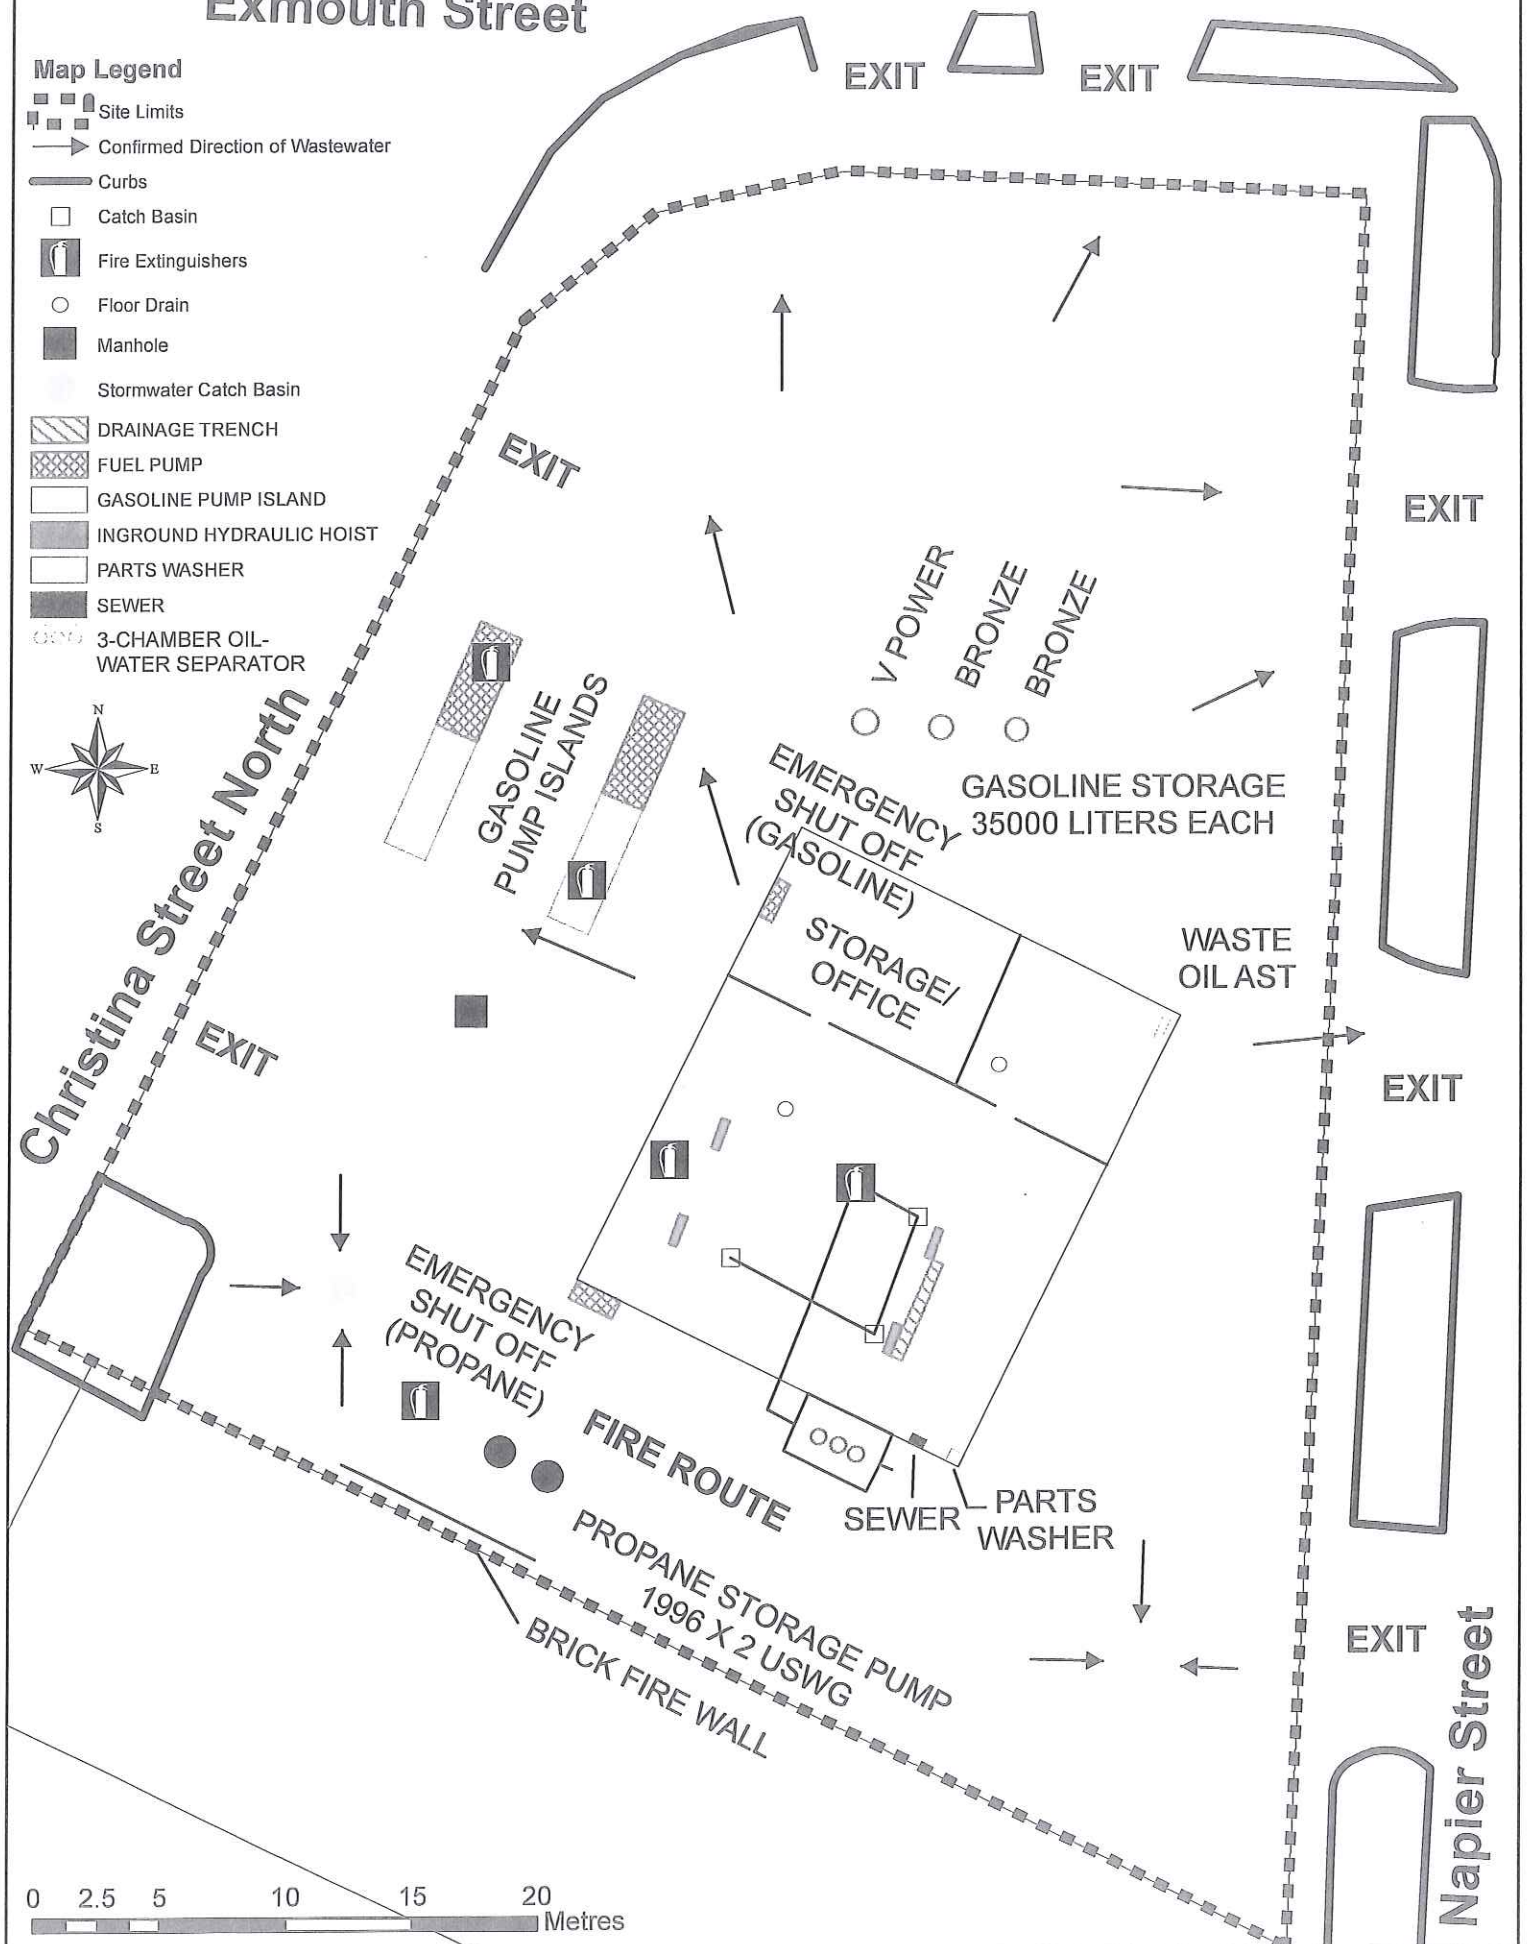 Exmouth Street
Map Legend
Site Limits
Confirmed Direction of Wastewater
Curbs
Catch Basin
Fire Extinguishers
Floor Drain
Manhole
Stormwater Catch Basin
DRAINAGE TRENCH
FUEL PUMP
GASOLINE PUMP ISLAND
INGROUND HYDRAULIC HOIST
PARTS WASHER
SEWER
3-CHAMBER OIL-
WATER SEPARATOR
N
W
E
S
EXIT
EXIT
EXIT
EXIT
V POWER
BRONZE
BRONZE
GASOLINE
PUMP ISLANDS
EMERGENCY
SHUT OFF
(GASOLINE)
GASOLINE STORAGE
35000 LITERS EACH
Christina Street North
STORAGE/
OFFICE
WASTE
OIL AST
EXIT
EXIT
EMERGENCY
SHUT OFF
(PROPANE)
FIRE ROUTE
SEWER
PARTS
WASHER
PROPANE STORAGE PUMP
1996 X 2 USWG
BRICK FIRE WALL
EXIT
Napier Street
0 2.5 5 10 15 20
Metres